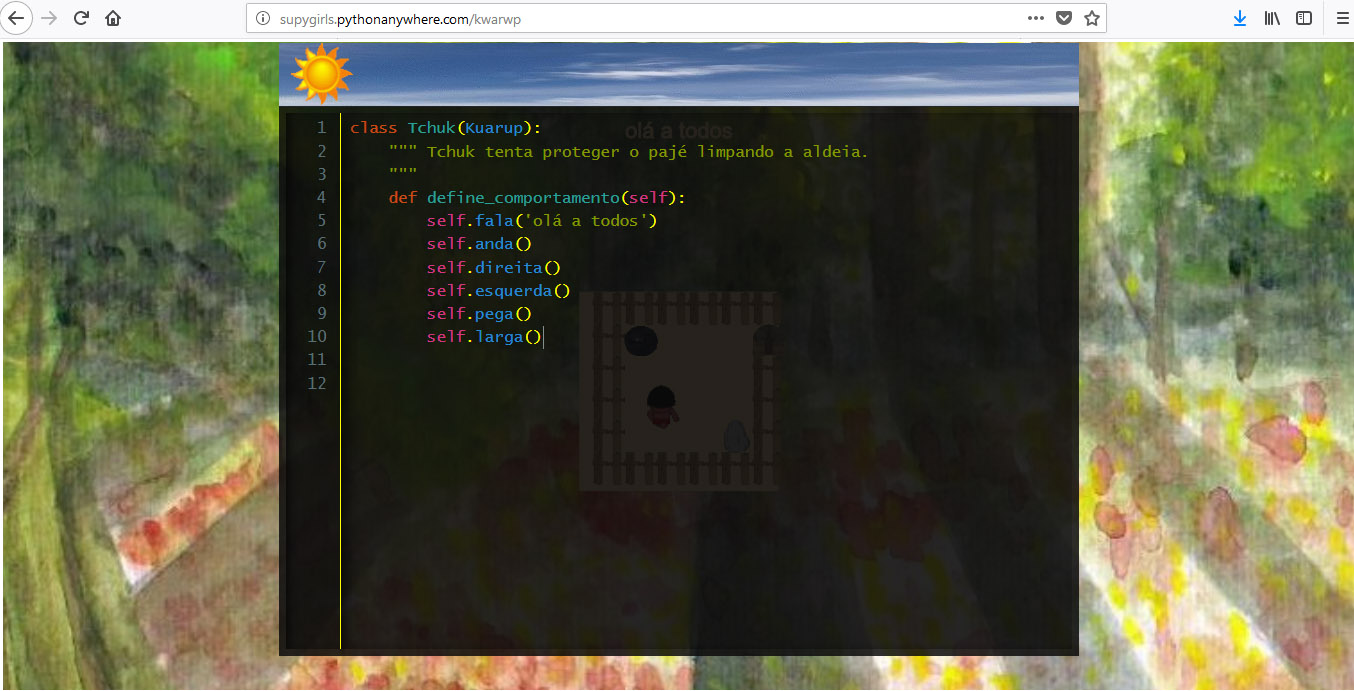 supygirls.pythonanywhere.com/kwarwp
olá a todos
1 class Tchuk(Kuarup):
2 """ Tchuk tenta proteger o pajé limpando a aldeia.
3 """
4 def define_comportamento(self):
5 self.fala('olá a todos')
6 self.anda()
7 self.direita()
8 self.esquerda()
9 self.pega()
10 self.larga()
11
12